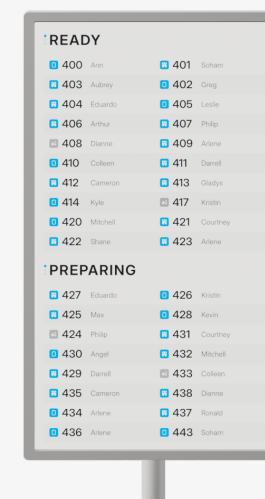 READY
400 Ann 401 Soham
403 Aubrey 402 Greg
404 Eduardo 405 Leslie
406 Arthur 407 Philip
408 Dianne 409 Arlene
410 Colleen 411 Darrell
412 Cameron 413 Gladys
414 Kyle 417 Kristin
420 Mitchell 421 Courtney
422 Shane 423 Arlene
PREPARING
427 Eduardo 426 Kristin
425 Max 428 Kevin
424 Philip 431 Courtney
430 Angel 432 Mitchell
429 Darrell 433 Colleen
435 Cameron 438 Dianne
434 Arlene 437 Ronald
436 Arlene 443 Soham